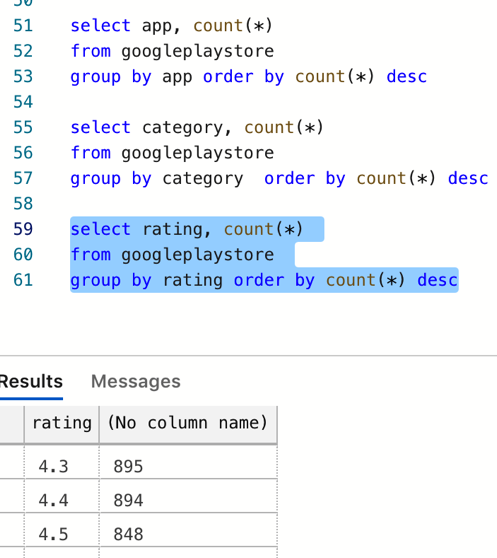 50
51 select app, count(*)
52 from googleplaystore
53 group by app order by count(*) desc
54
55 select category, count(*)
56 from googleplaystore
57 group by category  order by count(*) desc
58
59 select rating, count(*)
60 from googleplaystore
61 group by rating order by count(*) desc
Results Messages
rating (No column name)
4.3 895
4.4 894
4.5 848